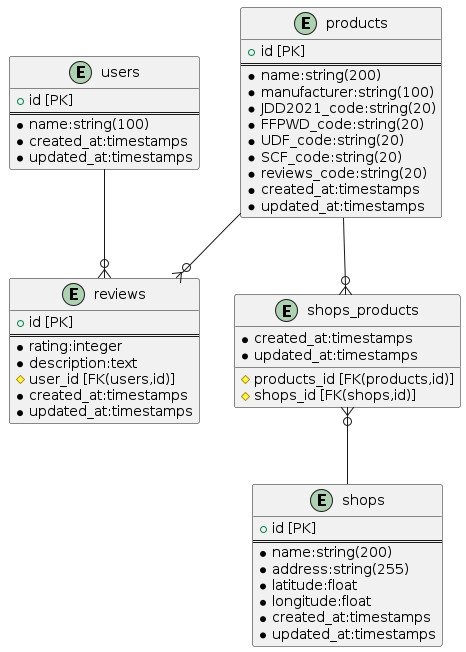 E products
+ id [PK]
name:string(200)
manufacturer:string(100)
JDD2021_code:string(20)
FFPWD_code:string(20)
UDF_code:string(20)
SCF_code:string(20)
reviews_code:string(20)
created_at:timestamps
updated_at:timestamps
E users
id [PK]
name:string(100)
created_at:timestamps
updated_at:timestamps
E reviews
id [PK]
rating:integer
description:text
user_id [FK(users,id)]
created_at:timestamps
updated_at:timestamps
E shops_products
created_at:timestamps
updated_at:timestamps
products_id [FK(products,id)]
shops_id [FK(shops,id)]
E shops
id [PK]
name:string(200)
address:string(255)
latitude:float
longitude:float
created_at:timestamps
updated_at:timestamps